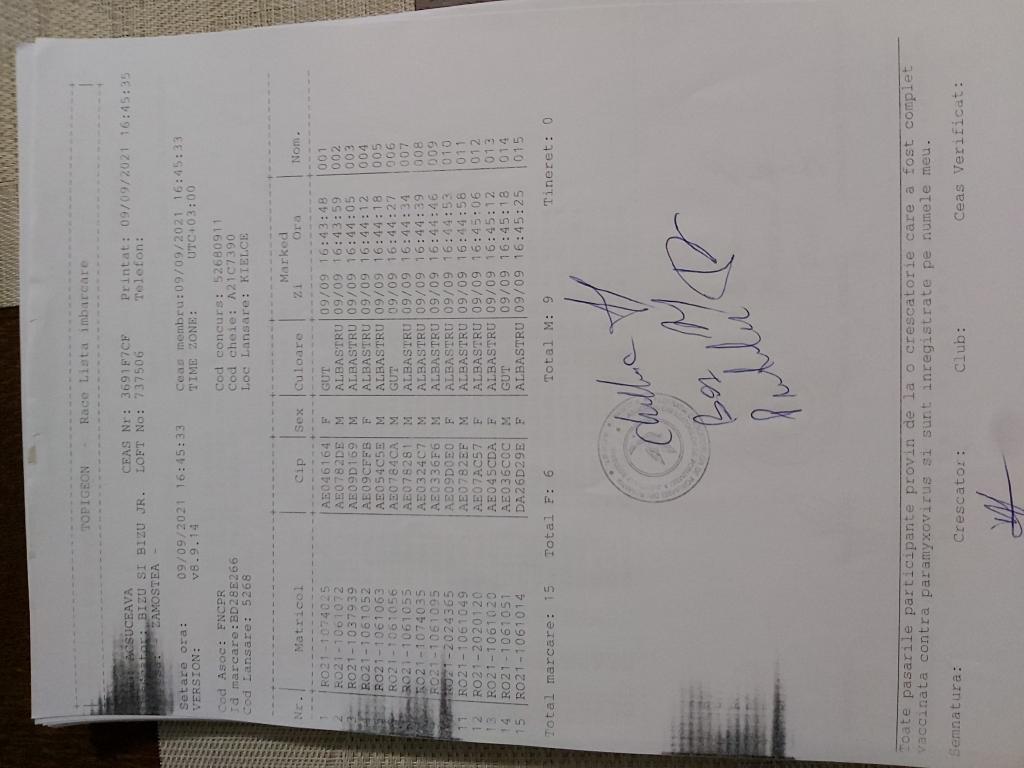 TOPIGEON - Race Lista imbarcare
ACSUCEAVA CEAS Nr: 3691F7CF Printat: 09/09/2021 16:45:35
BIZU SI BIZU JR. LOFT No: 737506 Telefon:
ZAMOSTEA -
Setare ora: 09/09/2021 16:45:33 Ceas membru:09/09/2021 16:45:33
VERSION: v8.9.14 TIME ZONE: UTC+03:00
Cod Asoc: FNCPR Cod concurs: 52680911
Id marcare:BD28E266 Cod cheie: A21C7390
Cod Lansare: 5268 Loc Lansare: KIELCE
Marked
Nr. | Matricol | Cip |Sex| Culoare | Zi Ora | Nom.
1 |RO21-1074025 |AE046164 F |GUT |09/09 16:43:48 |001
2 |RO21-1061072 |AE0782DE M |ALBASTRU |09/09 16:43:59 |002
3 |RO21-1037939 |AE09D169 M |ALBASTRU |09/09 16:44:05 |003
|RO21-1061052 |AE09CFFB F |ALBASTRU |09/09 16:44:12 |004
|RO21-1061063 |AE054C5E M |ALBASTRU |09/09 16:44:18 |005
|RO21-1061066 |AE0784CA M |GUT |09/09 16:44:27 |006
|RO21-1061055 |AE078281 M |ALBASTRU |09/09 16:44:34 |007
|RO21-1074035 |AE0324C7 M |ALBASTRU |09/09 16:44:39 |008
|RO21-1061095 |AE0336F6 M |ALBASTRU |09/09 16:44:46 |009
|RO21-2024265 |AE09D0E0 F |ALBASTRU |09/09 16:44:53 |010
11 |RO21-1061049 |AE0782EF M |ALBASTRU |09/09 16:44:58 |011
12 |RO21-2020120 |AE07AC51 F |ALBASTRU |09/09 16:45:06 |012
13 |RO21-1061020 |AE045CDA F |ALBASTRU |09/09 16:45:12 |013
14 |RO21-1061051 |AE036C0C M |GUT |09/09 16:45:18 |014
15 |RO21-1061014 |DA26D29E F |ALBASTRU |09/09 16:45:25 |015
Total marcare: 15 Total F: 6 Total M: 9 Tineret: 0
Toate pasarile participante provin de la o crescatorie care a fost complet
vaccinata contra paramyxovirus si sunt inregistrate pe numele meu.
Semnatura: Crescator: Club: Ceas Verificat: